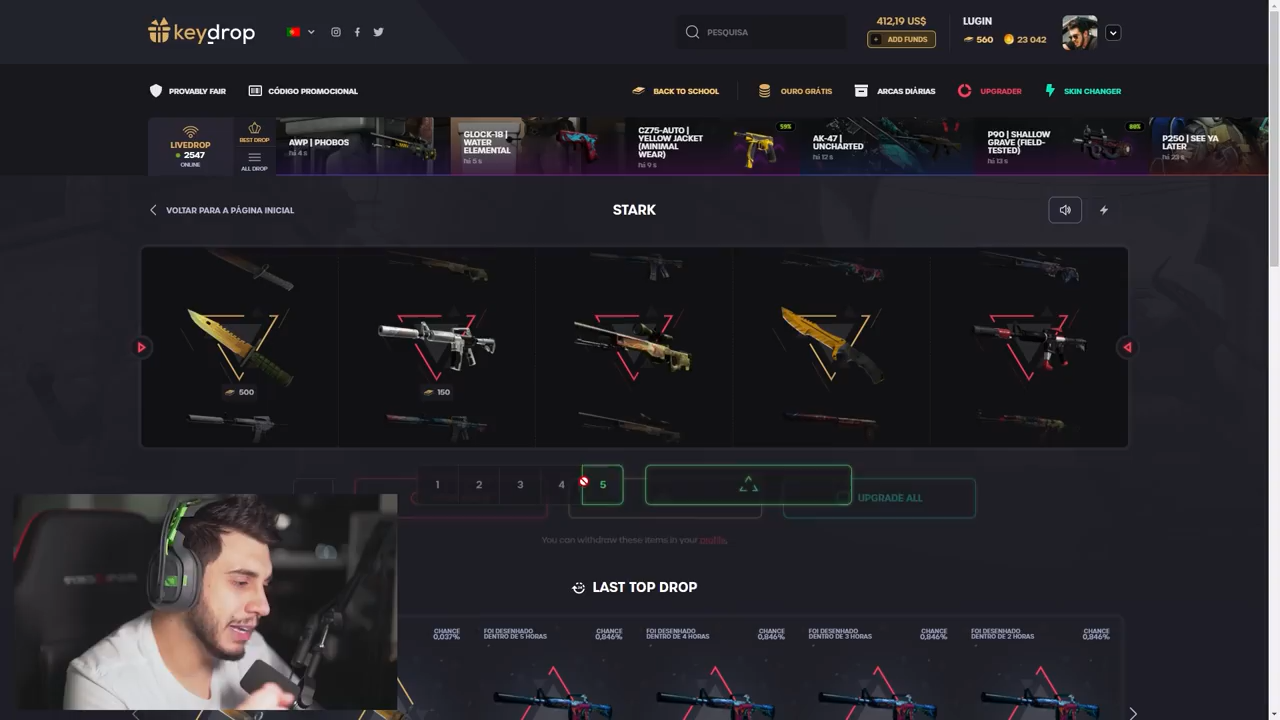 keydrop
PESQUISA
412,19 US$
ADD FUNDS
LUGIN
560
23 042
PROVABLY FAIR
CÓDIGO PROMOCIONAL
BACK TO SCHOOL
OURO GRÁTIS
ARCAS DIÁRIAS
UPGRADER
SKIN CHANGER
LIVEDROP
2547
ONLINE
BEST DROP
ALL DROP
AWP | PHOBOS
há 4 s
GLOCK-18 |
WATER
ELEMENTAL
há 5 s
CZ75-AUTO |
YELLOW JACKET
(MINIMAL
WEAR)
há 9 s
59%
AK-47 |
UNCHARTED
há 12 s
P90 | SHALLOW
GRAVE (FIELD-
TESTED)
há 13 s
88%
P250 | SEE YA
LATER
há 23 s
VOLTAR PARA A PÁGINA INICIAL
STARK
500
150
1
2
3
4
5
UPGRADE ALL
You can withdraw these items in your profile.
LAST TOP DROP
CHANCE
0,037%
FOI DESENHADO
DENTRO DE 5 HORAS
CHANCE
0,846%
FOI DESENHADO
DENTRO DE 4 HORAS
CHANCE
0,846%
FOI DESENHADO
DENTRO DE 3 HORAS
CHANCE
0,846%
FOI DESENHADO
DENTRO DE 2 HORAS
CHANCE
0,846%